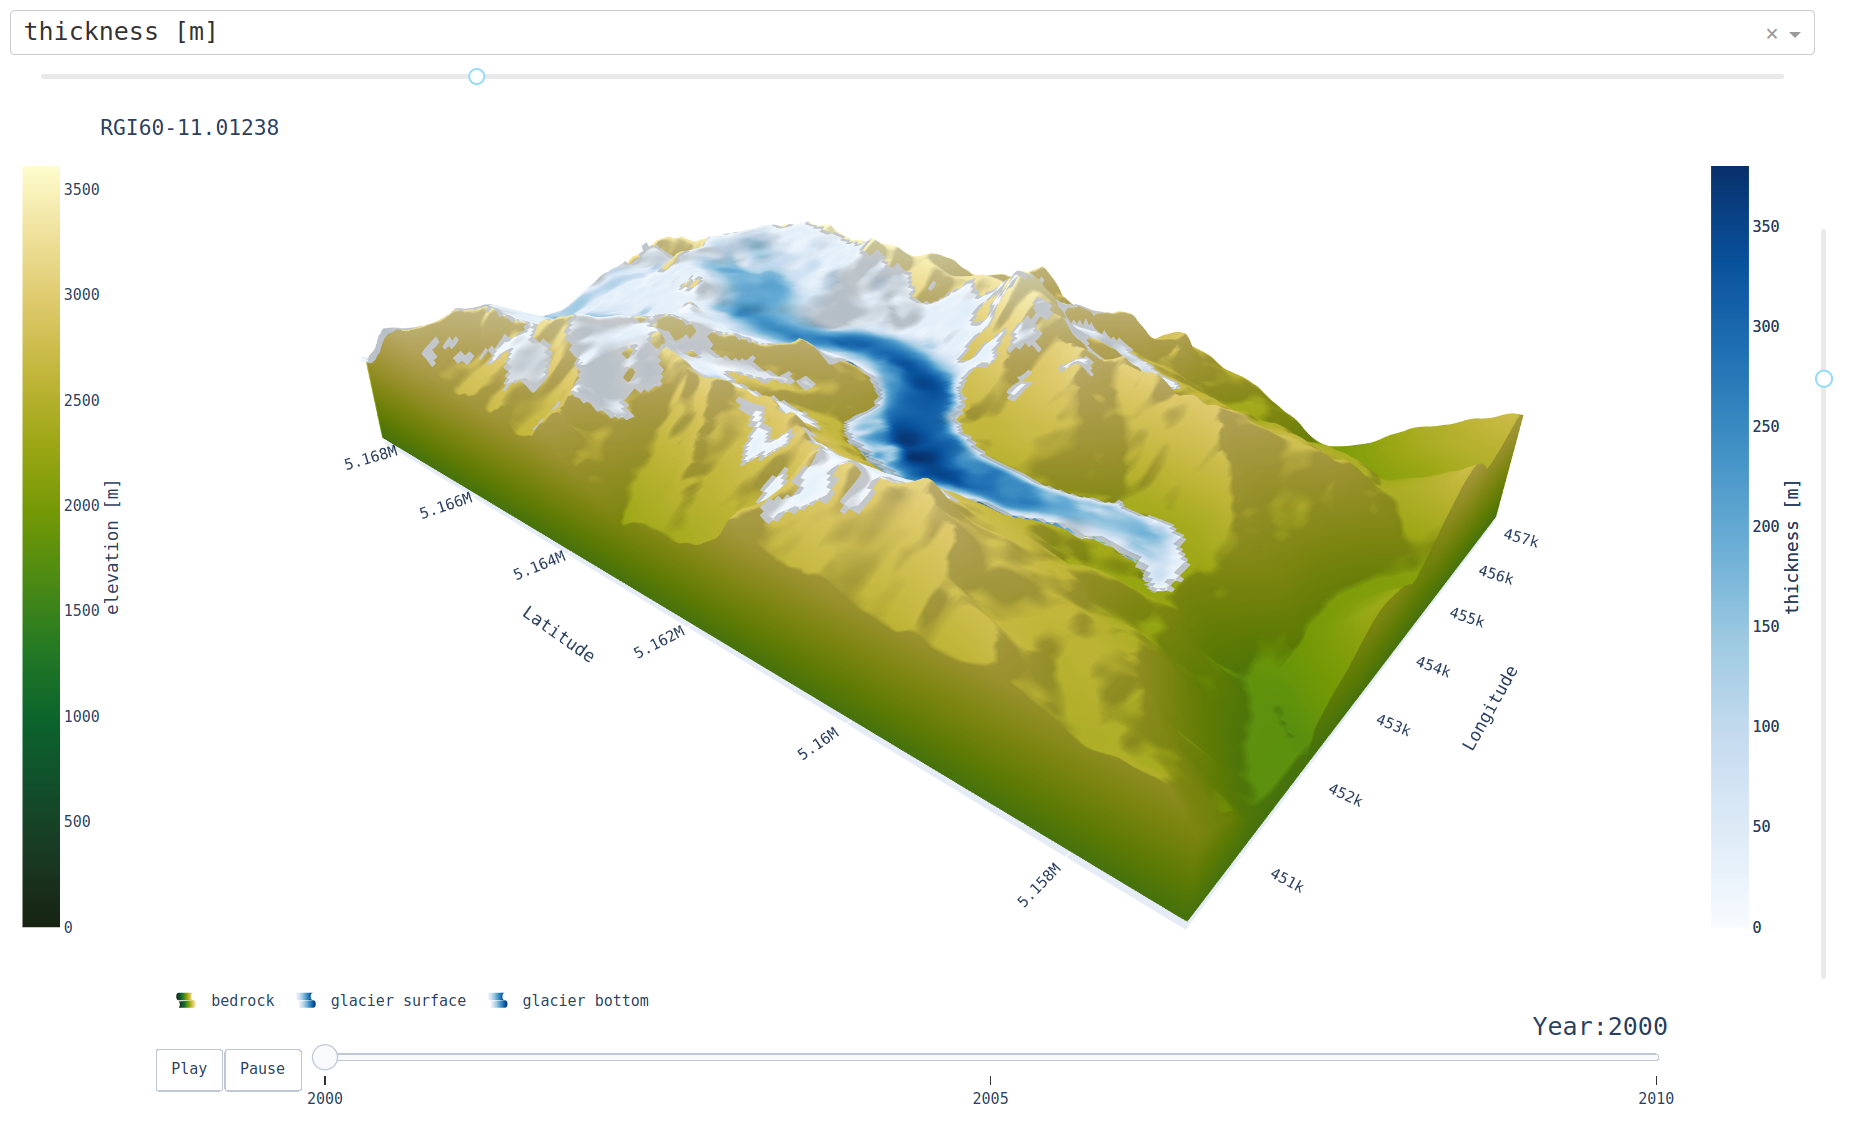 thickness [m]
×
RGI60-11.01238
3500
3000
2500
2000
1500
1000
500
0
elevation [m]
5.168M
5.166M
5.164M
5.162M
5.16M
5.158M
Latitude
457k
456k
455k
454k
453k
452k
451k
Longitude
350
300
250
200
150
100
50
0
thickness [m]
bedrock glacier surface glacier bottom
Year:2000
Play Pause
2000 2005 2010